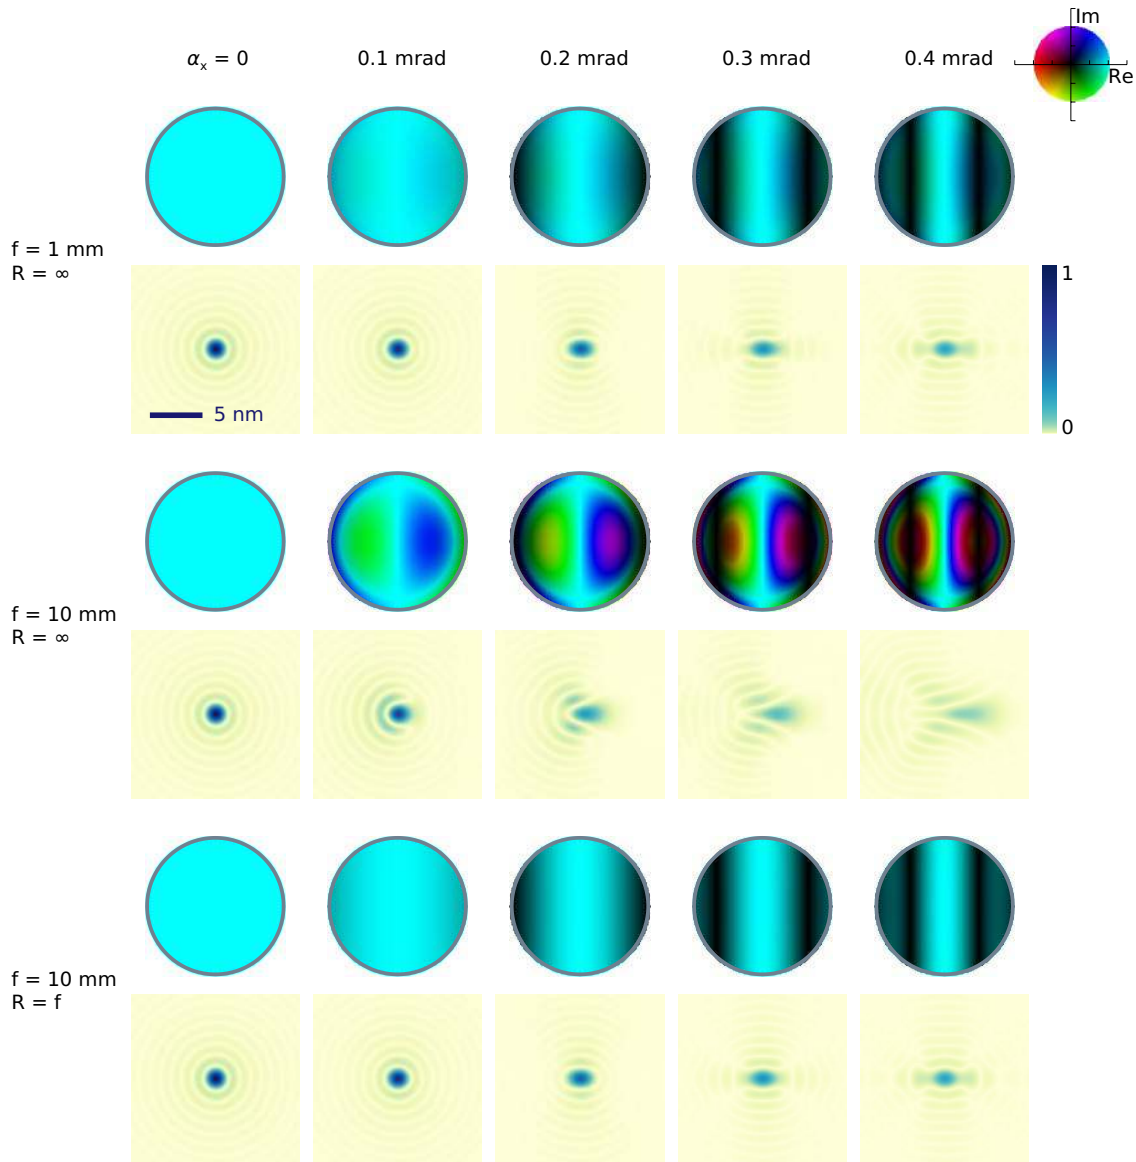 αx = 0
0.1 mrad
0.2 mrad
0.3 mrad
0.4 mrad
Im
Re
f = 1 mm
R = ∞
1
0
5 nm
f = 10 mm
R = ∞
f = 10 mm
R = f